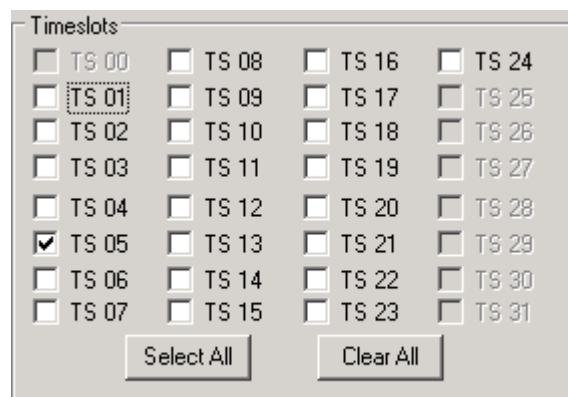 Timeslots
TS 00 TS 08 TS 16 TS 24
TS 01 TS 09 TS 17 TS 25
TS 02 TS 10 TS 18 TS 26
TS 03 TS 11 TS 19 TS 27
TS 04 TS 12 TS 20 TS 28
TS 05 TS 13 TS 21 TS 29
TS 06 TS 14 TS 22 TS 30
TS 07 TS 15 TS 23 TS 31
Select All Clear All